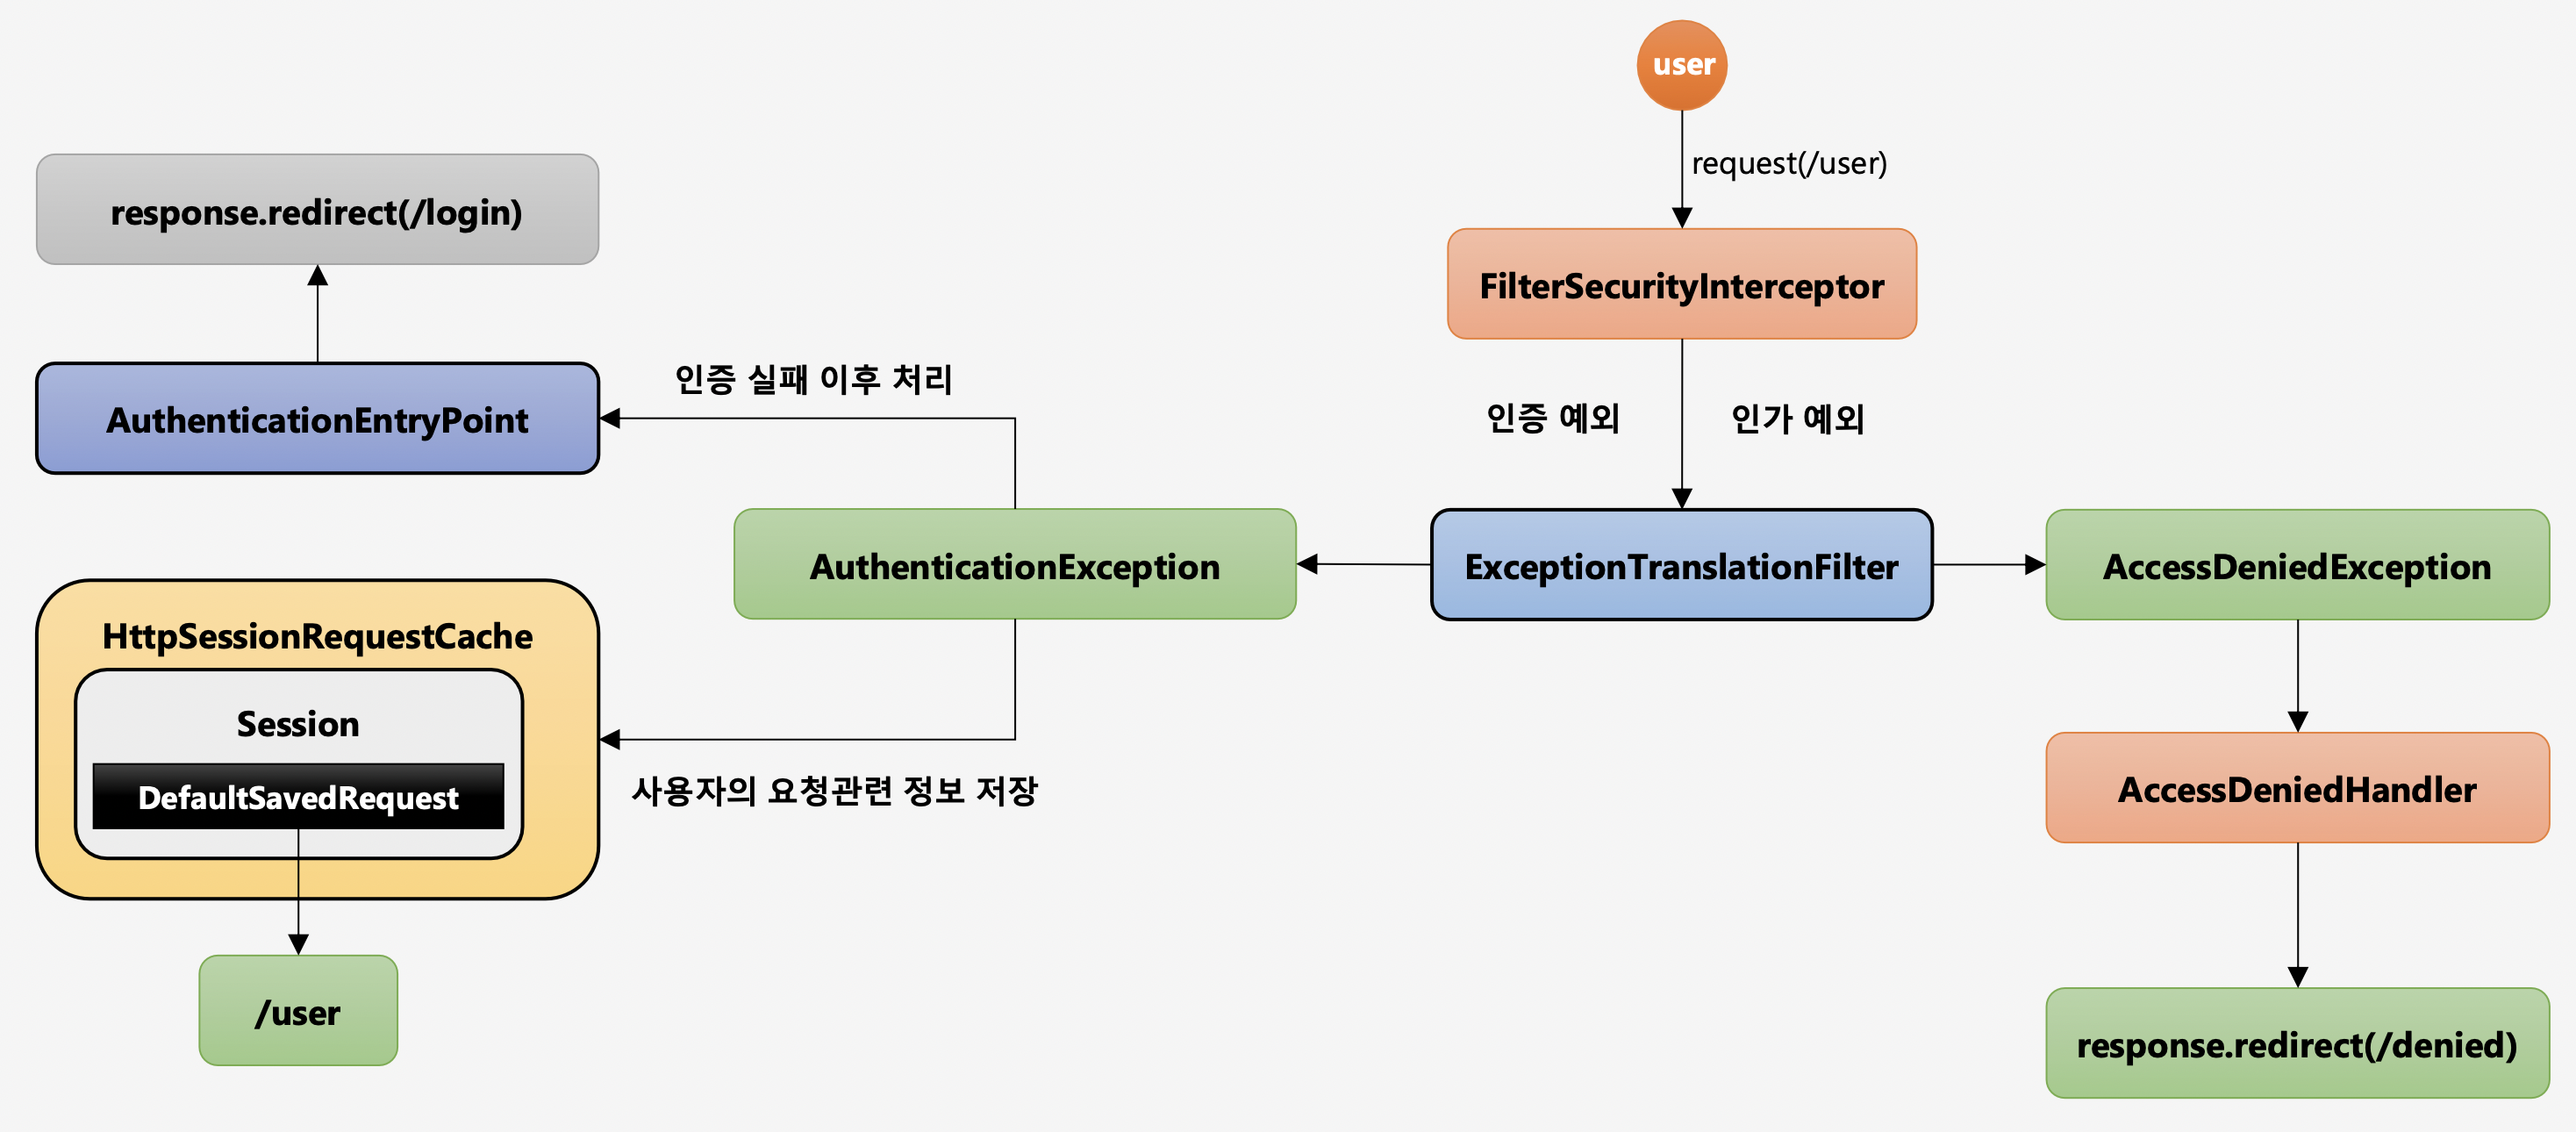 user
request(/user)
FilterSecurityInterceptor
인증 예외
인가 예외
ExceptionTranslationFilter
AuthenticationException
인증 실패 이후 처리
AuthenticationEntryPoint
response.redirect(/login)
사용자의 요청관련 정보 저장
HttpSessionRequestCache
Session
DefaultSavedRequest
/user
AccessDeniedException
AccessDeniedHandler
response.redirect(/denied)